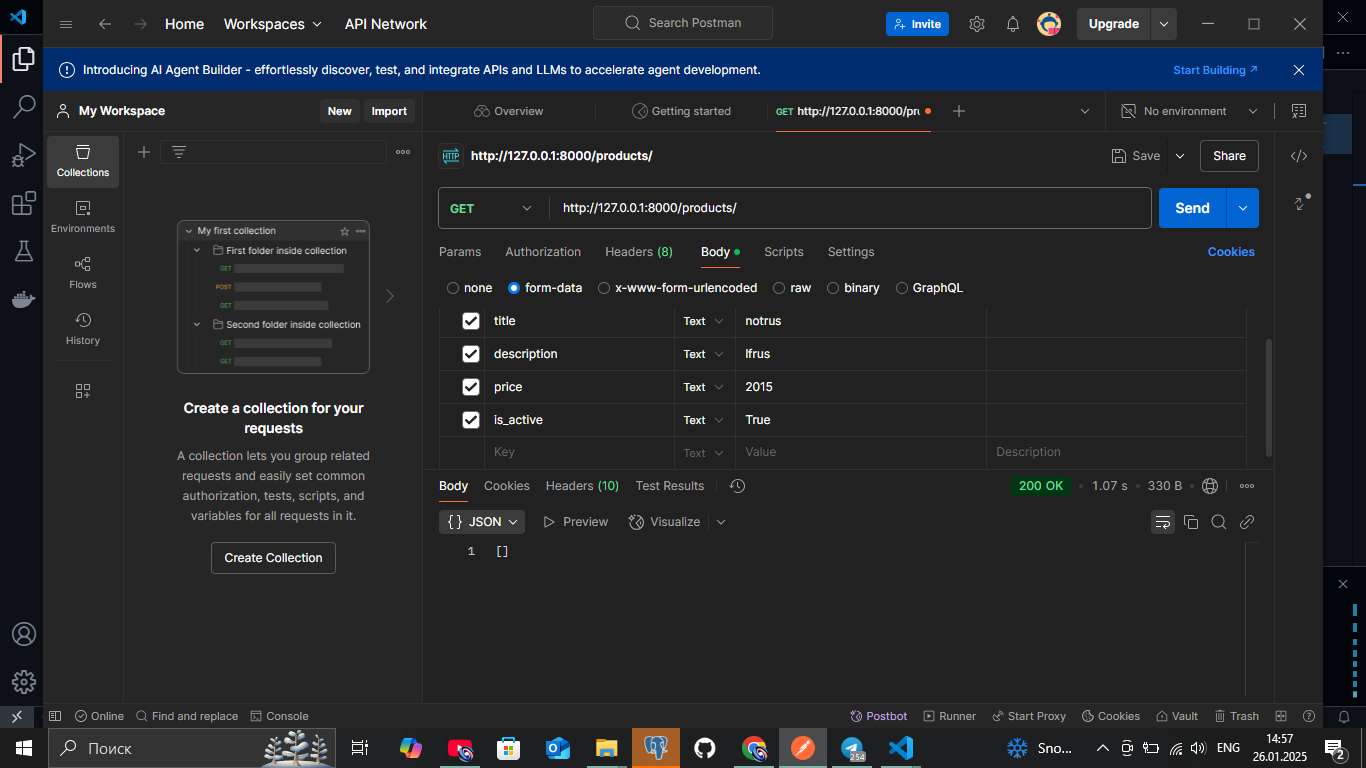 Home Workspaces API Network Search Postman Invite Upgrade
Introducing AI Agent Builder - effortlessly discover, test, and integrate APIs and LLMs to accelerate agent development. Start Building
My Workspace New Import Overview Getting started GET http://127.0.0.1:8000/pr No environment
Collections
Environments
Flows
History
My first collection
First folder inside collection
GET
POST
GET
Second folder inside collection
GET
GET
Create a collection for your
requests
A collection lets you group related
requests and easily set common
authorization, tests, scripts, and
variables for all requests in it.
Create Collection
HTTP http://127.0.0.1:8000/products/ Save Share
GET http://127.0.0.1:8000/products/ Send
Params Authorization Headers (8) Body Scripts Settings Cookies
none form-data x-www-form-urlencoded raw binary GraphQL
title Text notrus
description Text lfrus
price Text 2015
is_active Text True
Key Text Value Description
Body Cookies Headers (10) Test Results 200 OK 1.07 s 330 B
{} JSON Preview Visualize
1 []
Online Find and replace Console Postbot Runner Start Proxy Cookies Vault Trash
Поиск 254 Sno... ENG 14:57
26.01.2025 2